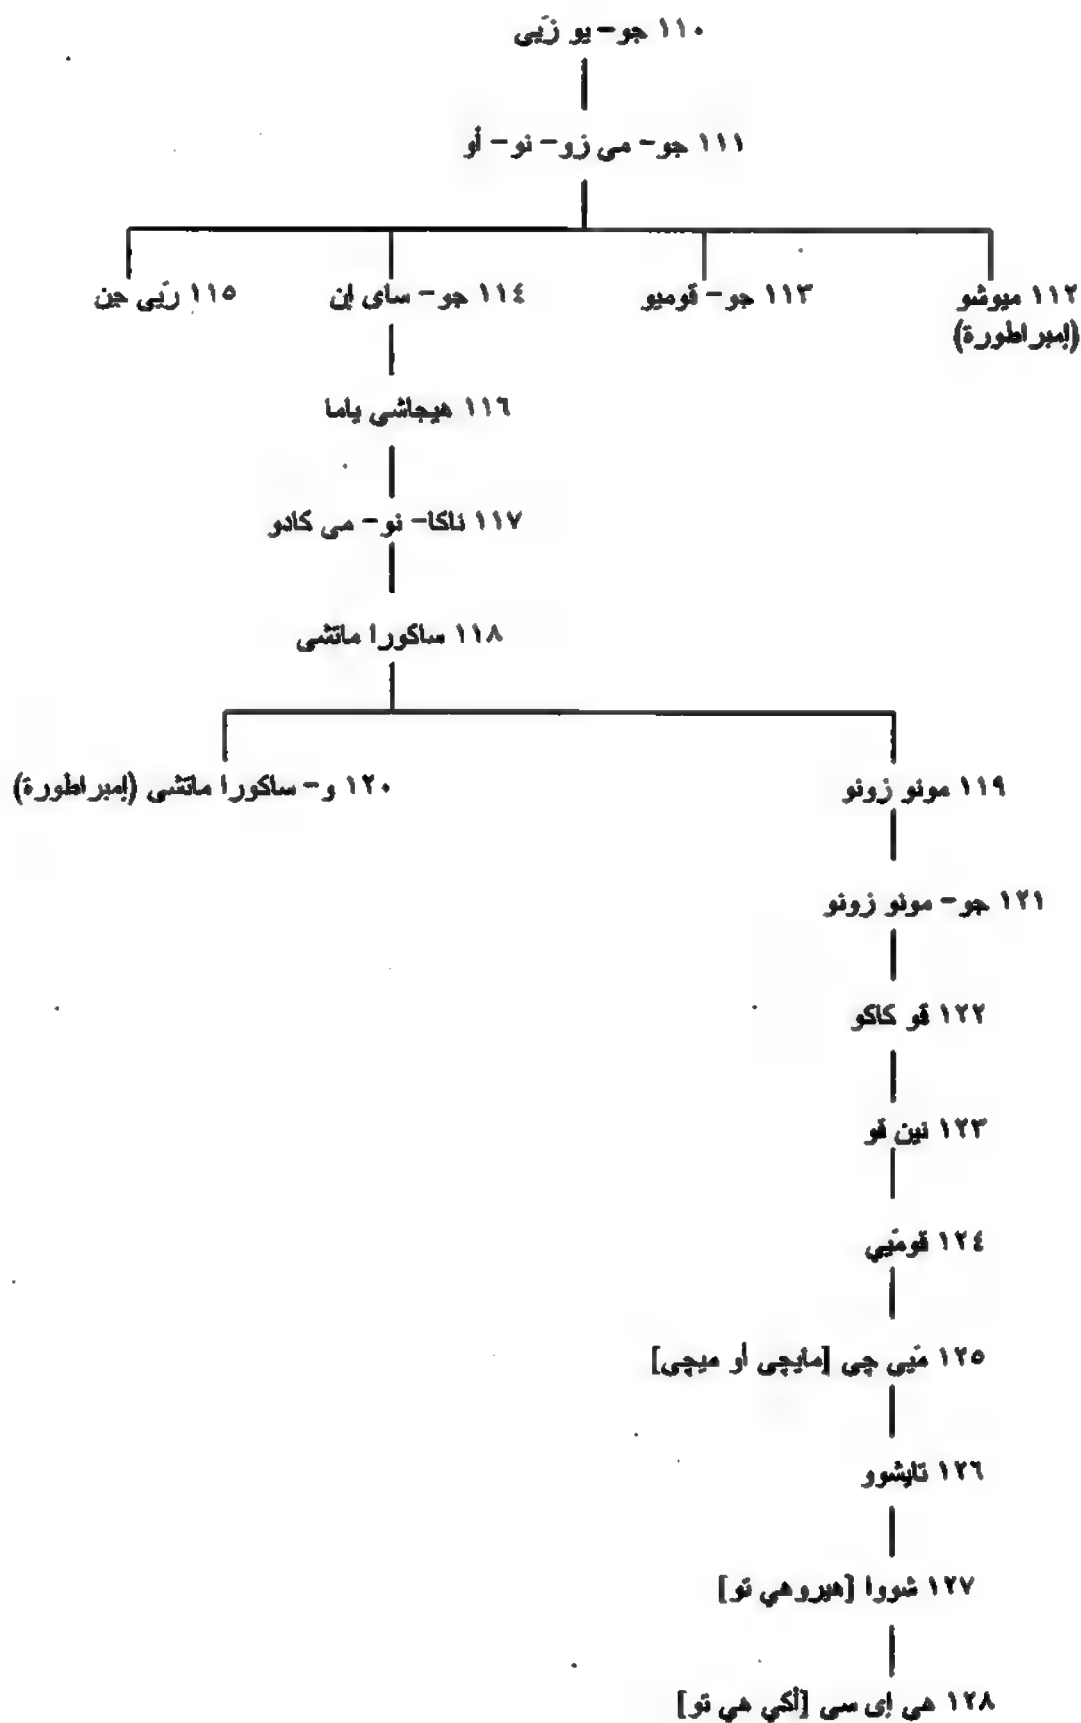 ١١٠ جو- يو زّيى
١١١ جو- مى زو- نو- أو
١١٢ ميوشو
(إمبراطورة)
١١٣ جو- قوميو
١١٤ جو- ساى إن
١١٥ رّيى جن
١١٦ هيجاشى ياما
١١٧ ناكا- نو- مى كادو
١١٨ ساكورا ماتشى
١١٩ مونو زونو
١٢٠ و- ساكورا ماتشى (إمبراطورة)
١٢١ جو- مونو زونو
١٢٢ قو كاكو
١٢٣ نين قو
١٢٤ قومّيي
١٢٥ مّيى چى [مايچى أو ميچى]
١٢٦ تايشوو
١٢٧ شووا [هيروهي تو]
١٢٨ هي إى سى [أكي هي تو]